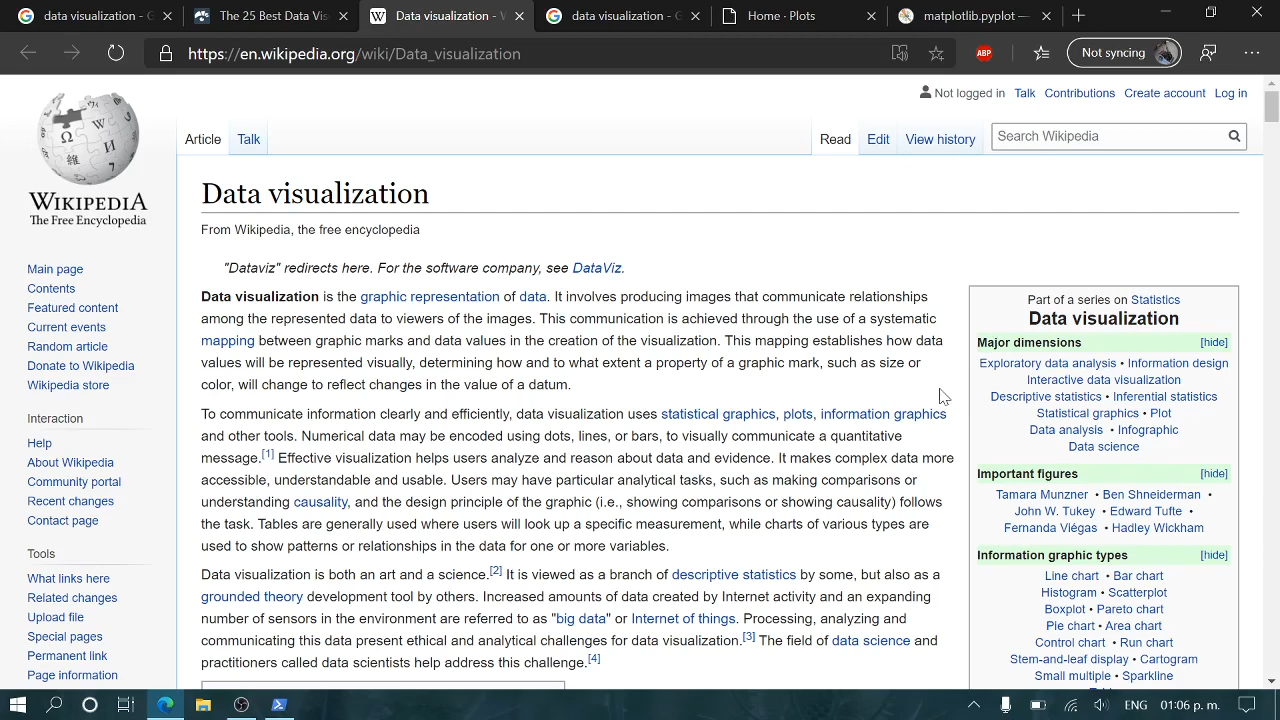 data visualization - G
The 25 Best Data Vis
Data visualization - W
data visualization - G
Home · Plots
matplotlib.pyplot —
https://en.wikipedia.org/wiki/Data_visualization
ABP
Not syncing
Not logged in Talk Contributions Create account Log in
Article Talk
Read Edit View history
Search Wikipedia
WIKIPEDIA
The Free Encyclopedia
Main page
Contents
Featured content
Current events
Random article
Donate to Wikipedia
Wikipedia store
Interaction
Help
About Wikipedia
Community portal
Recent changes
Contact page
Tools
What links here
Related changes
Upload file
Special pages
Permanent link
Page information
Data visualization
From Wikipedia, the free encyclopedia
"Dataviz" redirects here. For the software company, see DataViz.
Data visualization is the graphic representation of data. It involves producing images that communicate relationships
among the represented data to viewers of the images. This communication is achieved through the use of a systematic
mapping between graphic marks and data values in the creation of the visualization. This mapping establishes how data
values will be represented visually, determining how and to what extent a property of a graphic mark, such as size or
color, will change to reflect changes in the value of a datum.
To communicate information clearly and efficiently, data visualization uses statistical graphics, plots, information graphics
and other tools. Numerical data may be encoded using dots, lines, or bars, to visually communicate a quantitative
message.[1] Effective visualization helps users analyze and reason about data and evidence. It makes complex data more
accessible, understandable and usable. Users may have particular analytical tasks, such as making comparisons or
understanding causality, and the design principle of the graphic (i.e., showing comparisons or showing causality) follows
the task. Tables are generally used where users will look up a specific measurement, while charts of various types are
used to show patterns or relationships in the data for one or more variables.
Data visualization is both an art and a science.[2] It is viewed as a branch of descriptive statistics by some, but also as a
grounded theory development tool by others. Increased amounts of data created by Internet activity and an expanding
number of sensors in the environment are referred to as "big data" or Internet of things. Processing, analyzing and
communicating this data present ethical and analytical challenges for data visualization.[3] The field of data science and
practitioners called data scientists help address this challenge.[4]
Part of a series on Statistics
Data visualization
Major dimensions [hide]
Exploratory data analysis • Information design
Interactive data visualization
Descriptive statistics • Inferential statistics
Statistical graphics • Plot
Data analysis • Infographic
Data science
Important figures [hide]
Tamara Munzner • Ben Shneiderman •
John W. Tukey • Edward Tufte •
Fernanda Viégas • Hadley Wickham
Information graphic types [hide]
Line chart • Bar chart
Histogram • Scatterplot
Boxplot • Pareto chart
Pie chart • Area chart
Control chart • Run chart
Stem-and-leaf display • Cartogram
Small multiple • Sparkline
ENG 01:06 p. m.